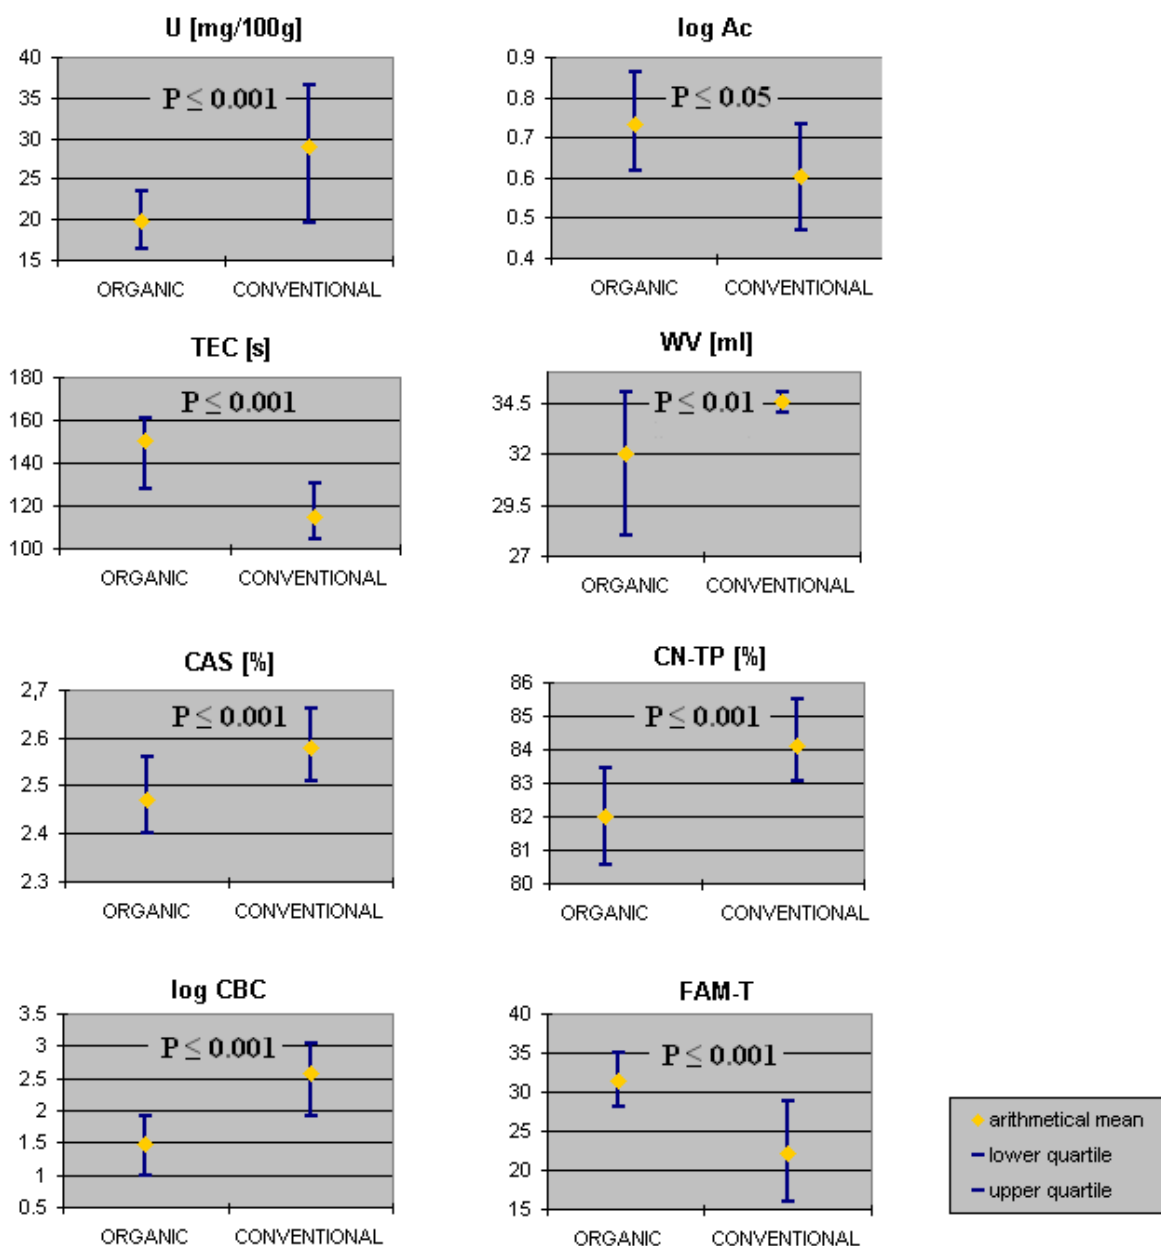 U [mg/100g]
40
35
30
25
20
15
P ≤ 0.001
ORGANIC CONVENTIONAL
log Ac
0.9
0.8
0.7
0.6
0.5
0.4
P ≤ 0.05
ORGANIC CONVENTIONAL
TEC [s]
180
160
140
120
100
P ≤ 0.001
ORGANIC CONVENTIONAL
WV [ml]
34.5
32
29.5
27
P ≤ 0.01
ORGANIC CONVENTIONAL
CAS [%]
2,7
2.6
2.5
2.4
2.3
P ≤ 0.001
ORGANIC CONVENTIONAL
CN-TP [%]
86
85
84
83
82
81
80
P ≤ 0.001
ORGANIC CONVENTIONAL
log CBC
3.5
3
2.5
2
1.5
1
0.5
P ≤ 0.001
ORGANIC CONVENTIONAL
FAM-T
40
35
30
25
20
15
P ≤ 0.001
ORGANIC CONVENTIONAL
arithmetical mean
lower quartile
upper quartile